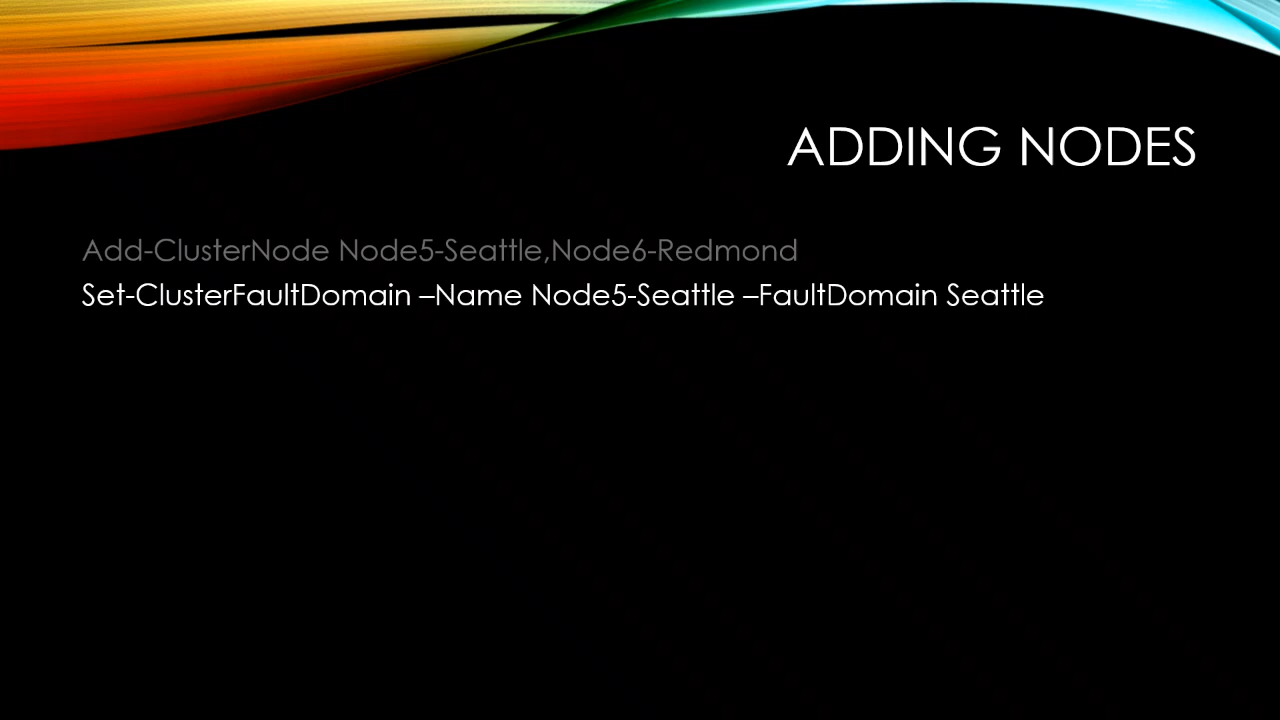 ADDING NODES
Add-ClusterNode Node5-Seattle,Node6-Redmond
Set-ClusterFaultDomain –Name Node5-Seattle –FaultDomain Seattle